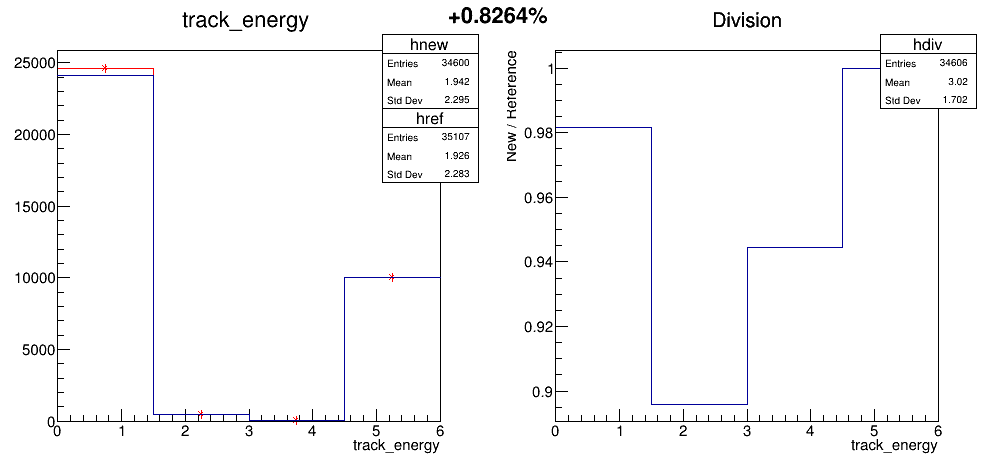 +0.8264%
track_energy
hnew
Entries 34600
Mean 1.942
Std Dev 2.295
href
Entries 35107
Mean 1.926
Std Dev 2.283
25000
20000
15000
10000
5000
0
0 1 2 3 4 5 6
track_energy
Division
hdiv
Entries 34606
Mean 3.02
Std Dev 1.702
New / Reference
1
0.98
0.96
0.94
0.92
0.9
0 1 2 3 4 5 6
track_energy